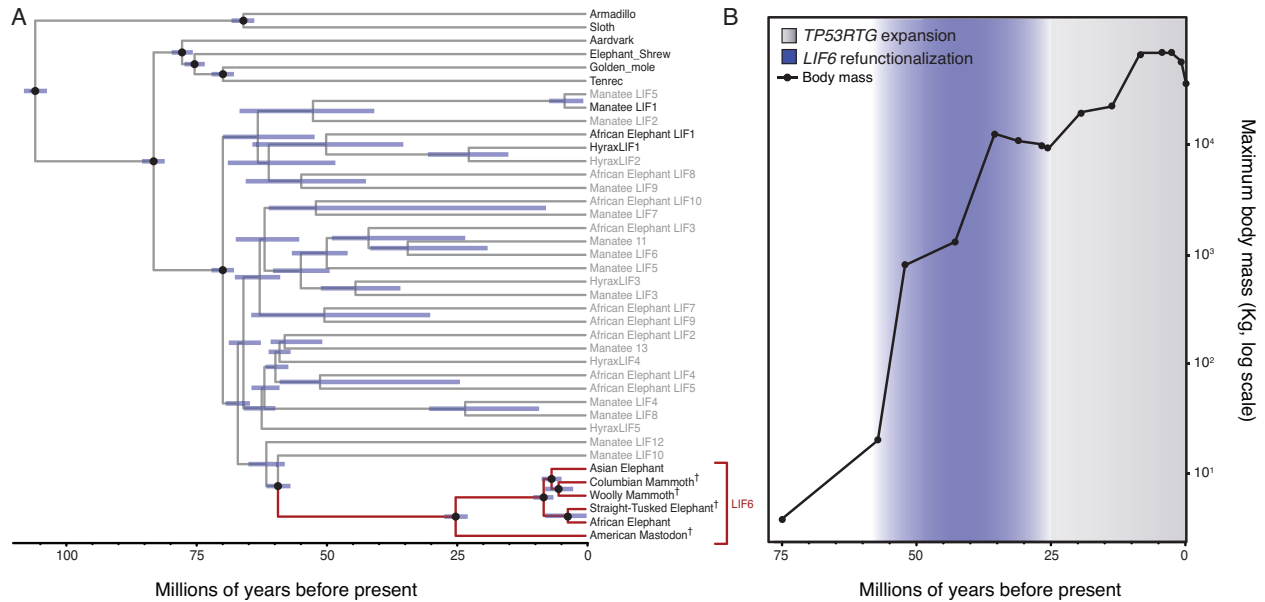 A
Armadillo
Sloth
Aardvark
Elephant_Shrew
Golden_mole
Tenrec
Manatee LIF5
Manatee LIF1
Manatee LIF2
African Elephant LIF1
HyraxLIF1
HyraxLIF2
African Elephant LIF8
Manatee LIF9
African Elephant LIF10
Manatee LIF7
African Elephant LIF3
Manatee 11
Manatee LIF6
Manatee LIF5
HyraxLIF3
Manatee LIF3
African Elephant LIF7
African Elephant LIF9
African Elephant LIF2
Manatee 13
HyraxLIF4
African Elephant LIF4
African Elephant LIF5
Manatee LIF4
Manatee LIF8
HyraxLIF5
Manatee LIF12
Manatee LIF10
Asian Elephant
Columbian Mammoth†
Woolly Mammoth†
Straight-Tusked Elephant†
African Elephant
American Mastodon†
LIF6
100 75 50 25 0
Millions of years before present
B
TP53RTG expansion
LIF6 refunctionalization
Body mass
10⁴
10³
10²
10¹
Maximum body mass (Kg, log scale)
75 50 25 0
Millions of years before present